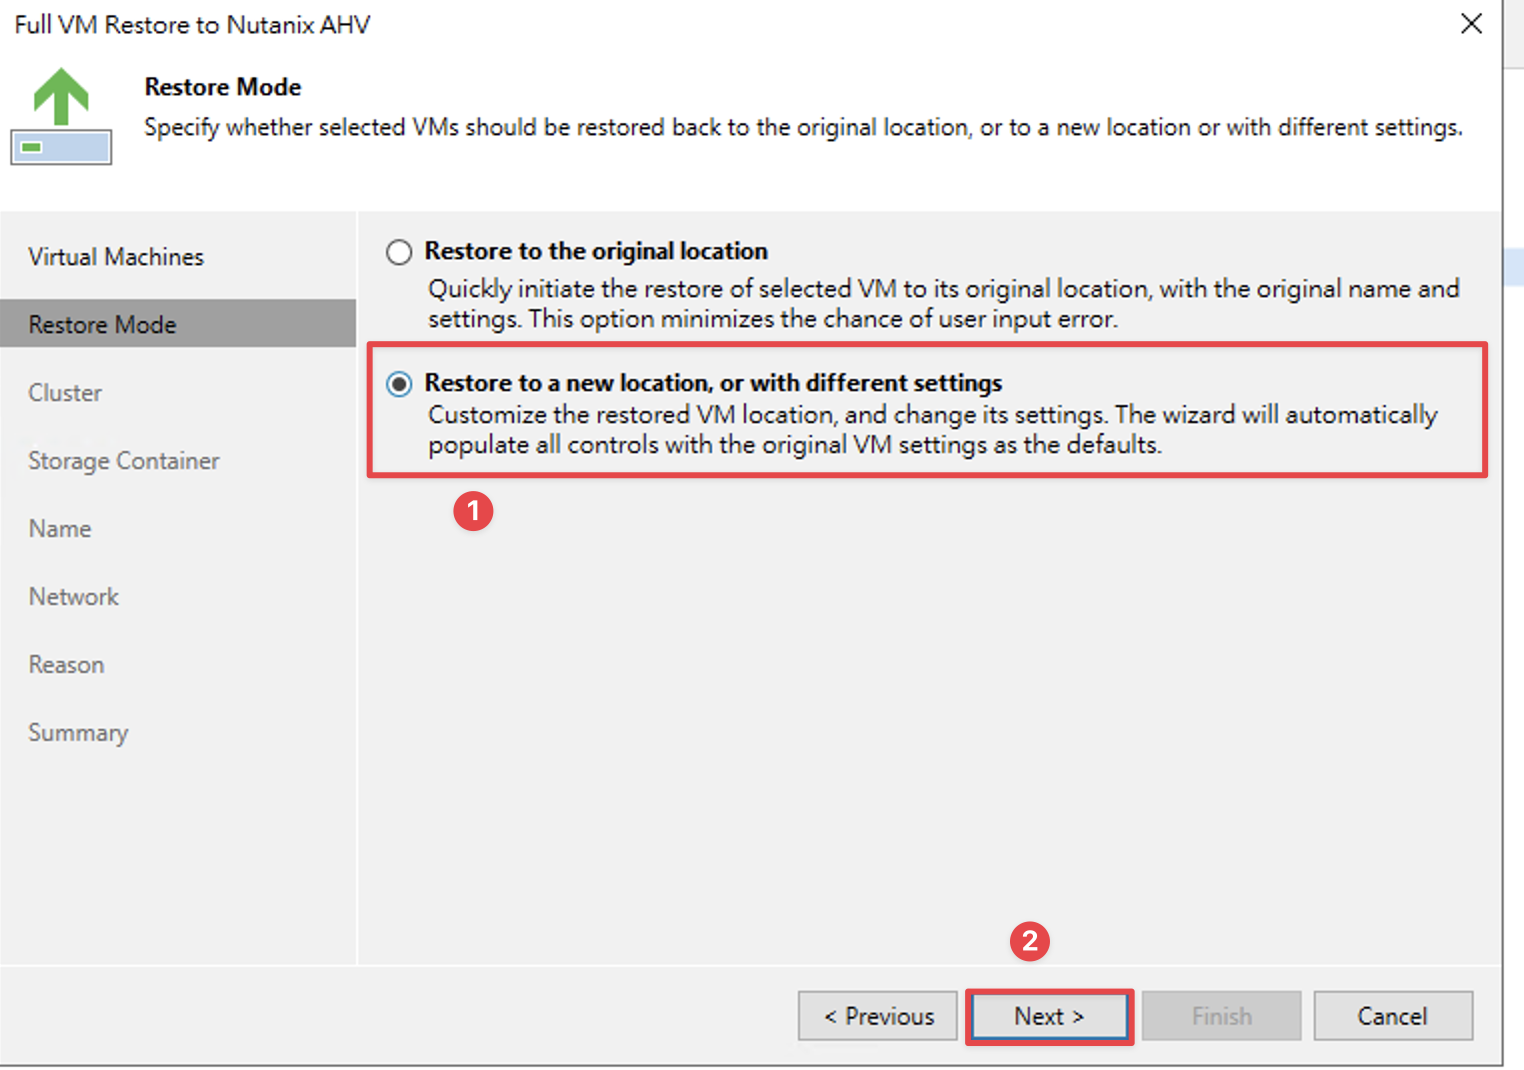 Full VM Restore to Nutanix AHV
Restore Mode
Specify whether selected VMs should be restored back to the original location, or to a new location or with different settings.
Virtual Machines
Restore Mode
Cluster
Storage Container
Name
Network
Reason
Summary
Restore to the original location
Quickly initiate the restore of selected VM to its original location, with the original name and
settings. This option minimizes the chance of user input error.
Restore to a new location, or with different settings
Customize the restored VM location, and change its settings. The wizard will automatically
populate all controls with the original VM settings as the defaults.
1
2
< Previous
Next >
Finish
Cancel